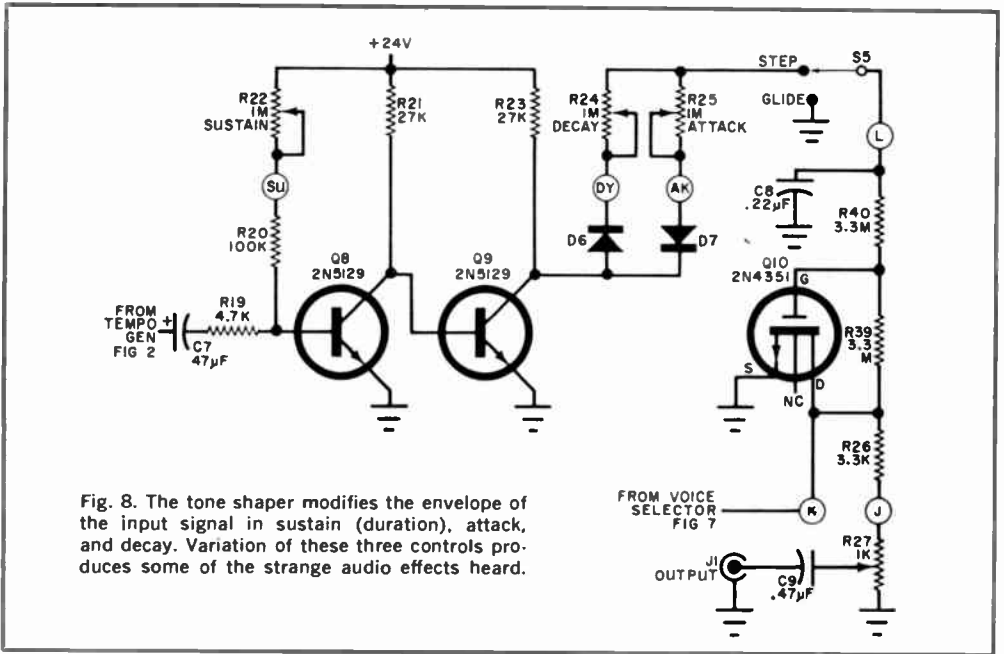 +24V
R22
1M
SUSTAIN
R21
27K
R23
27K
R24
1M
DECAY
R25
1M
ATTACK
STEP
S5
GLIDE
L
SU
DY
AK
C8
.22µF
R40
3.3M
R20
100K
Q8
2N5129
Q9
2N5129
D6
D7
Q10
2N4351
G
FROM
TEMPO
GEN
FIG 2
+
R19
4.7K
C7
47µF
R39
3.3
M
S
D
NC
R26
3.3K
FROM VOICE
SELECTOR
FIG 7
K
J
R27
1K
J1
OUTPUT
C9
.47µF
Fig. 8. The tone shaper modifies the envelope of
the input signal in sustain (duration), attack,
and decay. Variation of these three controls pro-
duces some of the strange audio effects heard.